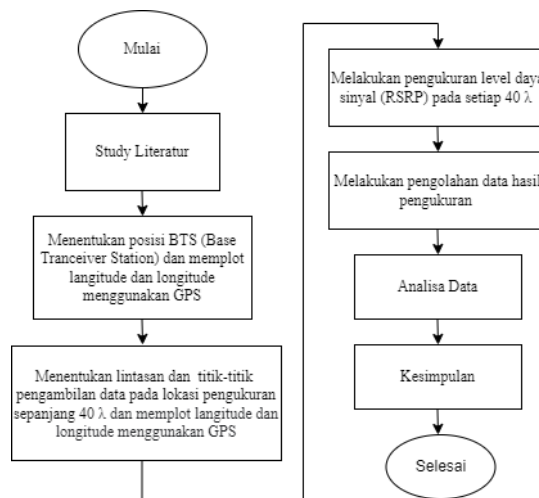 Mulai
Study Literatur
Menentukan posisi BTS (Base
Tranceiver Station) dan memplot
langitude dan longitude
menggunakan GPS
Menentukan lintasan dan titik-titik
pengambilan data pada lokasi pengukuran
sepanjang 40 λ dan memplot langitude dan
longitude menggunakan GPS
Melakukan pengukuran level daya
sinyal (RSRP) pada setiap 40 λ
Melakukan pengolahan data hasil
pengukuran
Analisa Data
Kesimpulan
Selesai